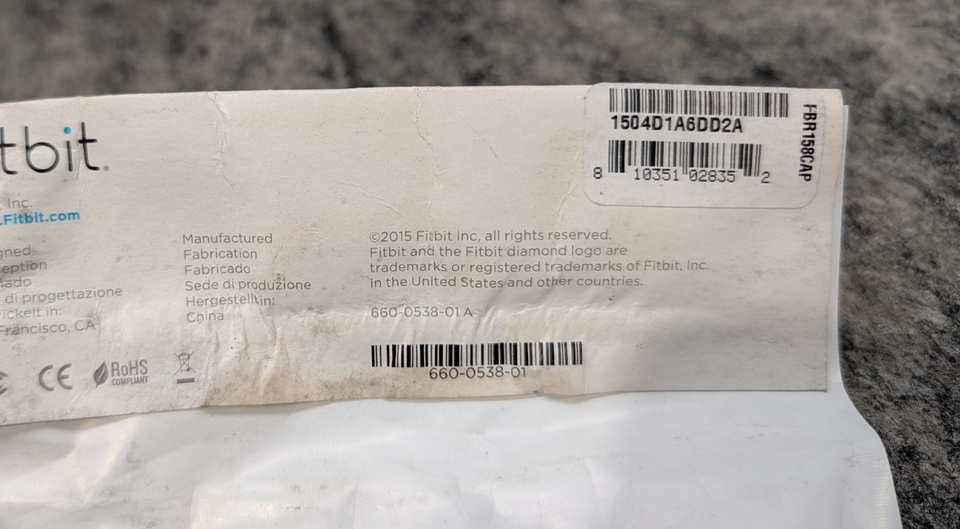 tbit.
, Inc.
.Fitbit.com
gned
eption
ado
di progettazione
ickelt in:
Francisco, CA
CE
RoHS
COMPLIANT
Manufactured
Fabrication
Fabricado
Sede di produzione
Hergestellt in:
China
©2015 Fitbit Inc, all rights reserved.
Fitbit and the Fitbit diamond logo are
trademarks or registered trademarks of Fitbit, Inc.
in the United States and other countries.
660-0538-01 A
660-0538-01
1504D1A6DD2A
8 10351 02835 2
FBR158CAP